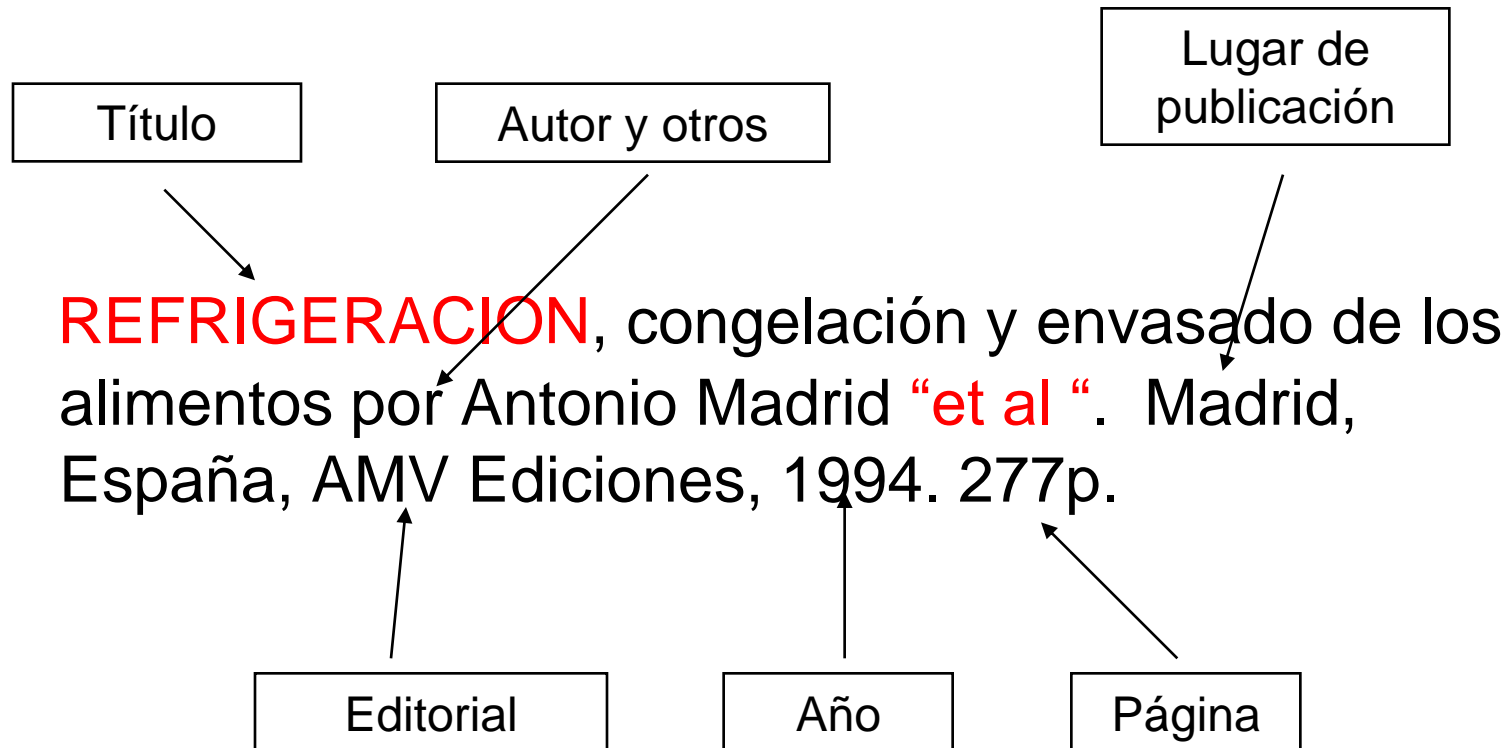 Lugar de
publicación
Título
Autor y otros
REFRIGERACION, congelación y envasado de los
alimentos por Antonio Madrid “et al “. Madrid,
España, AMV Ediciones, 1994. 277p.
Editorial
Año
Página